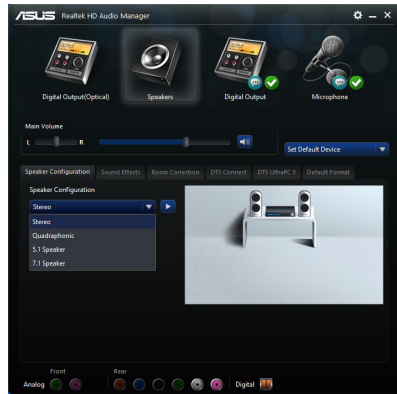 ASUS Realtek HD Audio Manager
Digital Output(Optical)
Speakers
Digital Output
Microphone
Main Volume
L
R
Set Default Device
Speaker Configuration
Sound Effects
Room Correction
DTS Connect
DTS UltraPC II
Default Format
Speaker Configuration
Stereo
Stereo
Quadraphonic
5.1 Speaker
7.1 Speaker
Front
Rear
Analog
Digital